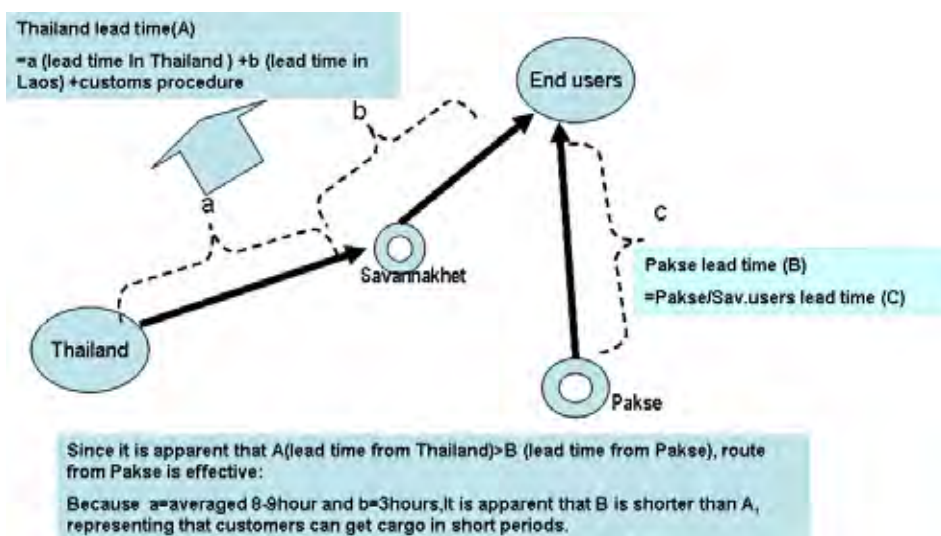 Thailand lead time(A)
=a (lead time In Thailand ) +b (lead time in
Laos) +customs procedure
End users
b
a
c
Savannakhet
Pakse lead time (B)
=Pakse/Sav.users lead time (C)
Thailand
Pakse
Since it is apparent that A(lead time from Thailand)>B (lead time from Pakse), route
from Pakse is effective:
Because a=averaged 8-9hour and b=3hours,It is apparent that B is shorter than A,
representing that customers can get cargo in short periods.